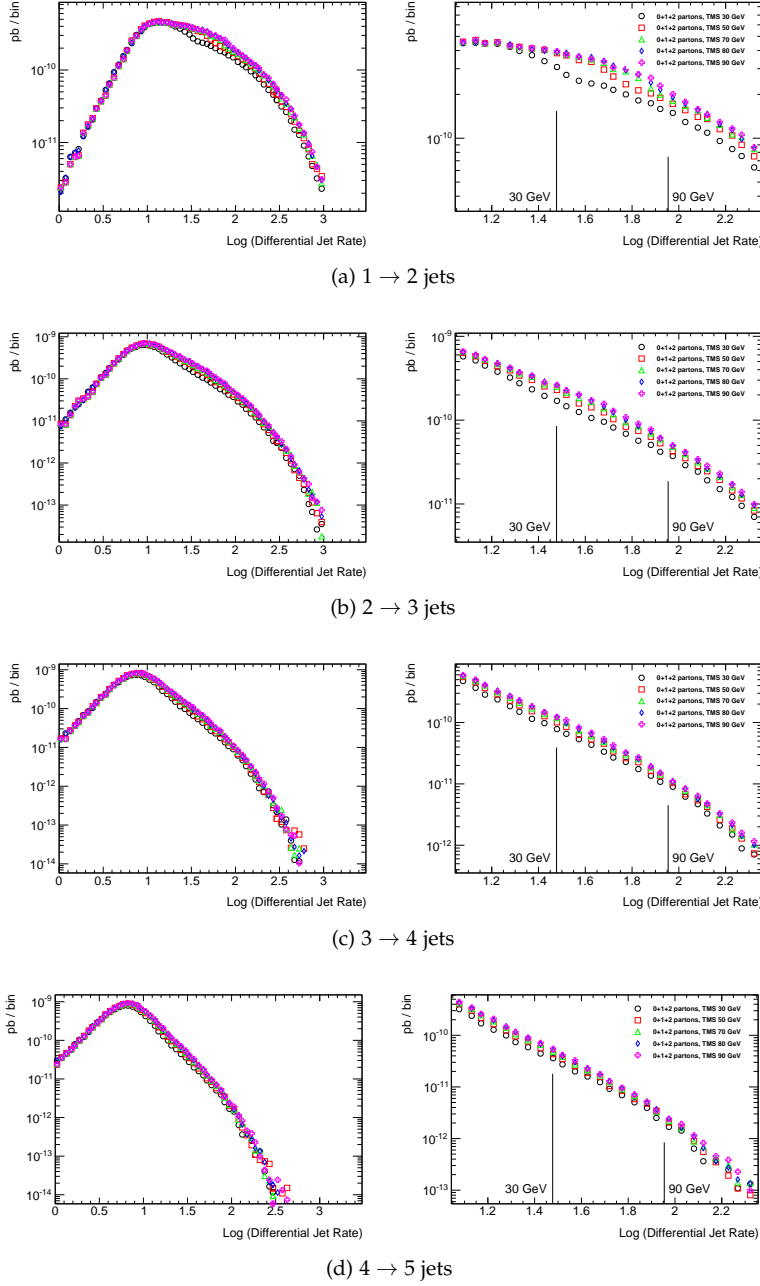 pb / bin
10⁻¹⁰
10⁻¹¹
0 0.5 1 1.5 2 2.5 3
Log (Differential Jet Rate)
10⁻¹⁰
0+1+2 partons, TMS 30 GeV
0+1+2 partons, TMS 50 GeV
0+1+2 partons, TMS 70 GeV
0+1+2 partons, TMS 80 GeV
0+1+2 partons, TMS 90 GeV
30 GeV
90 GeV
1.2 1.4 1.6 1.8 2 2.2
Log (Differential Jet Rate)
(a) 1 → 2 jets
pb / bin
10⁻⁹
10⁻¹⁰
10⁻¹¹
10⁻¹²
10⁻¹³
0 0.5 1 1.5 2 2.5 3
Log (Differential Jet Rate)
pb / bin
10⁻⁹
10⁻¹⁰
10⁻¹¹
0+1+2 partons, TMS 30 GeV
0+1+2 partons, TMS 50 GeV
0+1+2 partons, TMS 70 GeV
0+1+2 partons, TMS 80 GeV
0+1+2 partons, TMS 90 GeV
30 GeV
90 GeV
1.2 1.4 1.6 1.8 2 2.2
Log (Differential Jet Rate)
(b) 2 → 3 jets
pb / bin
10⁻⁹
10⁻¹⁰
10⁻¹¹
10⁻¹²
10⁻¹³
10⁻¹⁴
0 0.5 1 1.5 2 2.5 3
Log (Differential Jet Rate)
pb / bin
10⁻¹⁰
10⁻¹¹
10⁻¹²
0+1+2 partons, TMS 30 GeV
0+1+2 partons, TMS 50 GeV
0+1+2 partons, TMS 70 GeV
0+1+2 partons, TMS 80 GeV
0+1+2 partons, TMS 90 GeV
30 GeV
90 GeV
1.2 1.4 1.6 1.8 2 2.2
Log (Differential Jet Rate)
(c) 3 → 4 jets
pb / bin
10⁻⁹
10⁻¹⁰
10⁻¹¹
10⁻¹²
10⁻¹³
10⁻¹⁴
0 0.5 1 1.5 2 2.5 3
Log (Differential Jet Rate)
pb / bin
10⁻¹⁰
10⁻¹¹
10⁻¹²
10⁻¹³
0+1+2 partons, TMS 30 GeV
0+1+2 partons, TMS 50 GeV
0+1+2 partons, TMS 70 GeV
0+1+2 partons, TMS 80 GeV
0+1+2 partons, TMS 90 GeV
30 GeV
90 GeV
1.2 1.4 1.6 1.8 2 2.2
Log (Differential Jet Rate)
(d) 4 → 5 jets